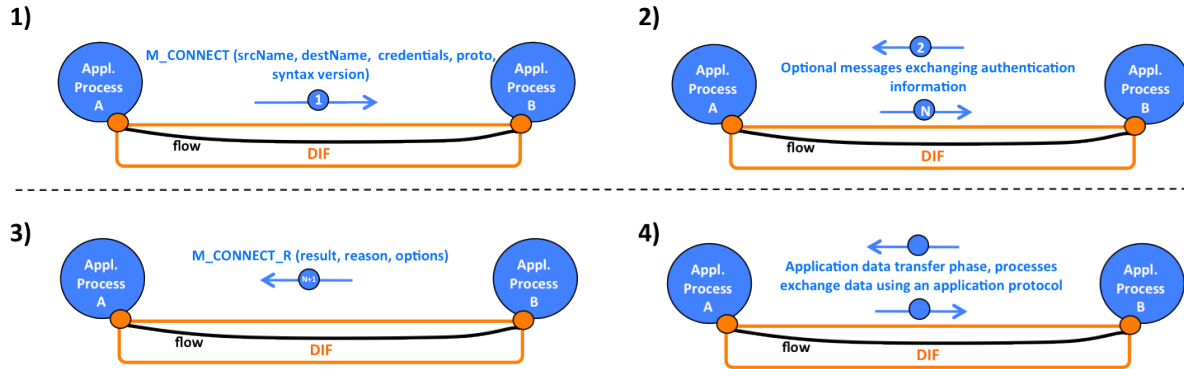 1)
M_CONNECT (srcName, destName, credentials, proto,
syntax version)
Appl.
Process
A
1
Appl.
Process
B
flow
DIF
2)
Appl.
Process
A
2
Optional messages exchanging authentication
information
N
Appl.
Process
B
flow
DIF
3)
Appl.
Process
A
M_CONNECT_R (result, reason, options)
N+1
Appl.
Process
B
flow
DIF
4)
Appl.
Process
A
Application data transfer phase, processes
exchange data using an application protocol
Appl.
Process
B
flow
DIF